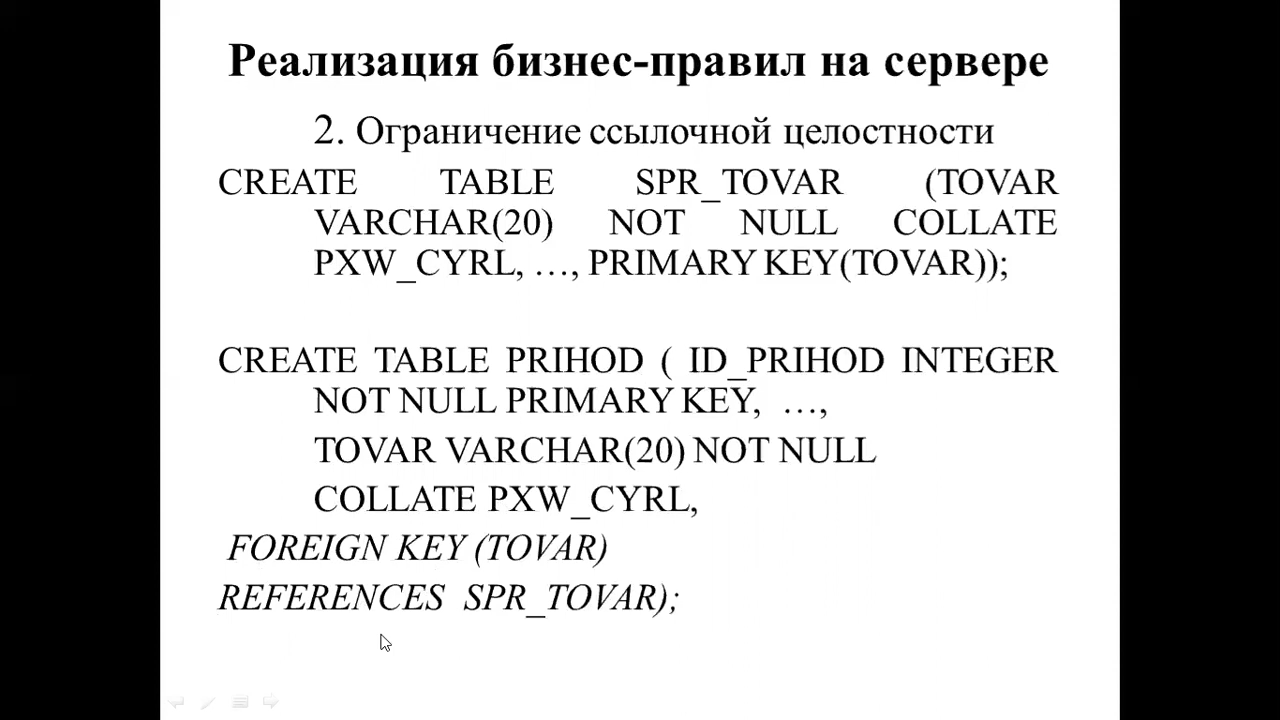 Реализация бизнес-правил на сервере
2. Ограничение ссылочной целостности
CREATE TABLE SPR_TOVAR (TOVAR
VARCHAR(20) NOT NULL COLLATE
PXW_CYRL, …, PRIMARY KEY(TOVAR));
CREATE TABLE PRIHOD ( ID_PRIHOD INTEGER
NOT NULL PRIMARY KEY, …,
TOVAR VARCHAR(20) NOT NULL
COLLATE PXW_CYRL,
FOREIGN KEY (TOVAR)
REFERENCES SPR_TOVAR);